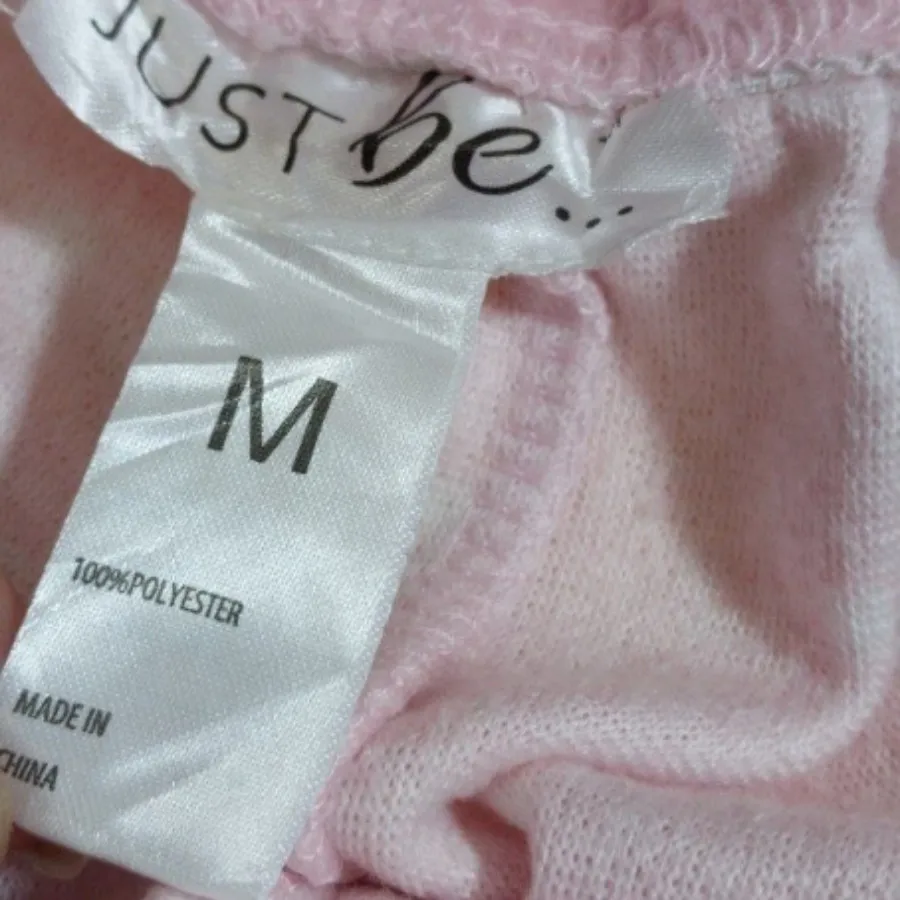 JUST be...
M
100%POLYESTER
MADE IN
CHINA